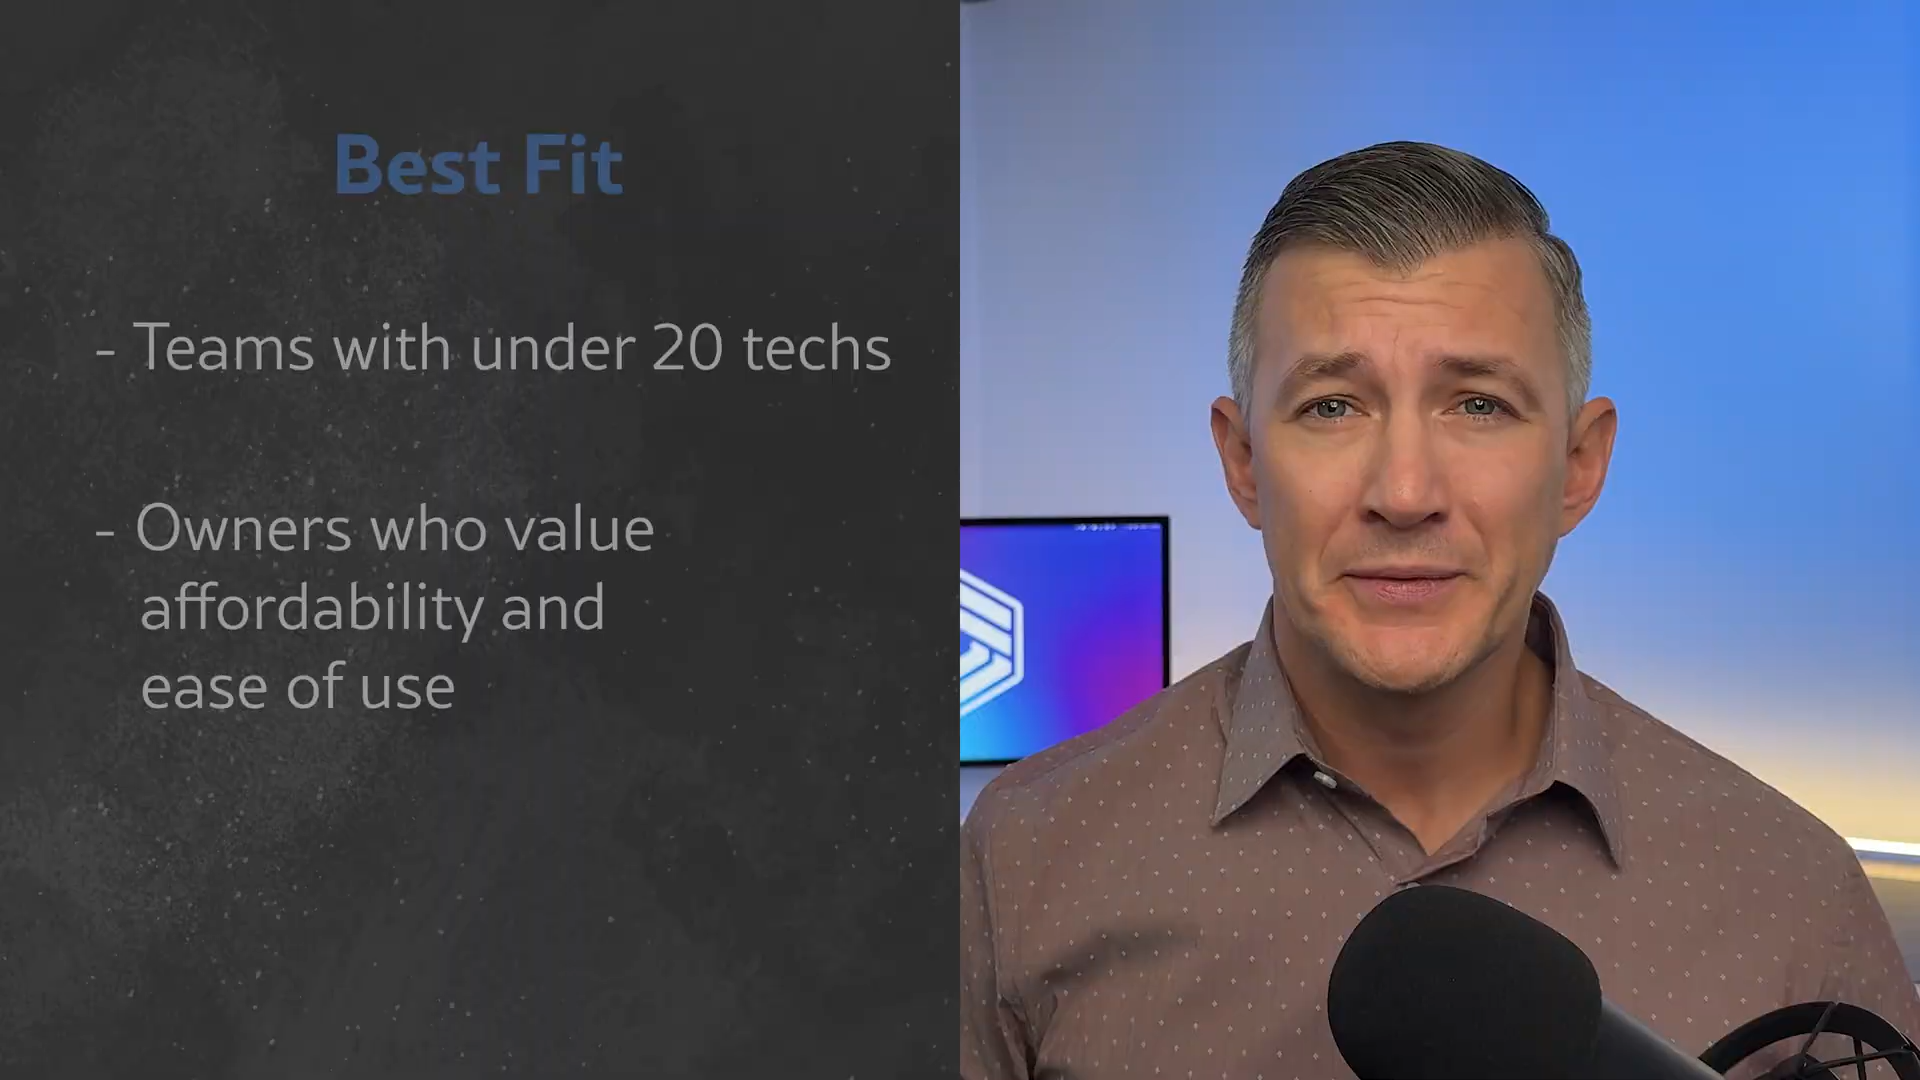 Best Fit
- Teams with under 20 techs
- Owners who value
affordability and
ease of use